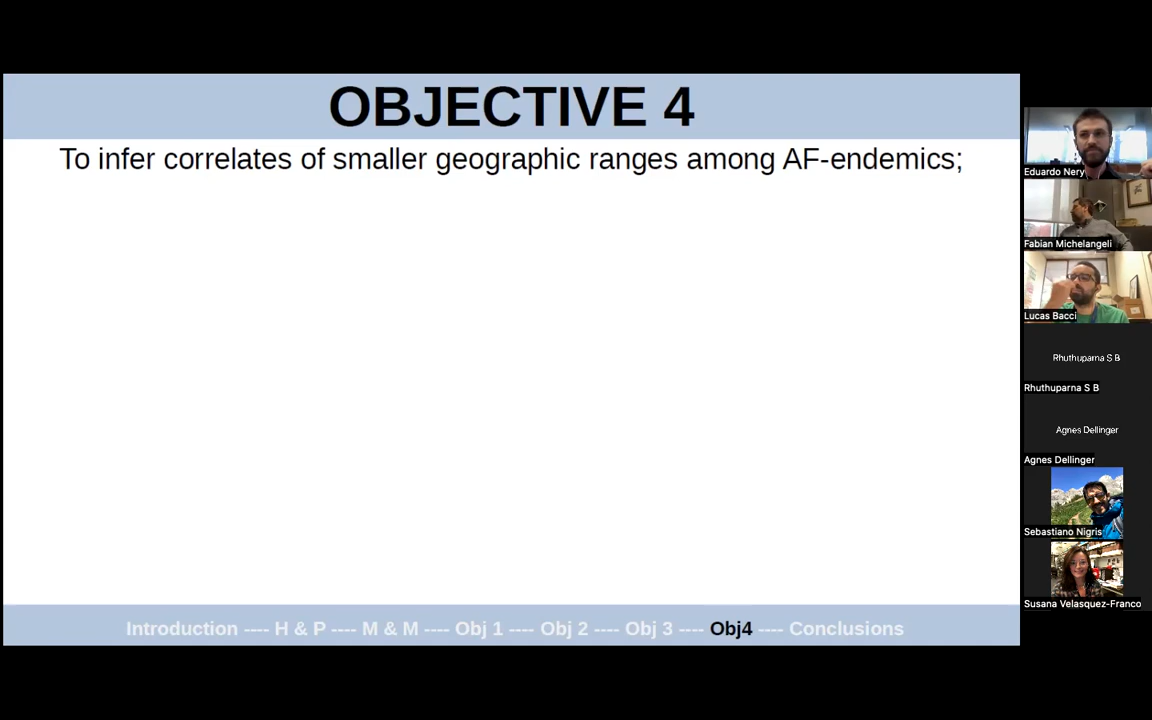 OBJECTIVE 4
To infer correlates of smaller geographic ranges among AF-endemics;
Introduction ---- H & P ---- M & M ---- Obj 1 ---- Obj 2 ---- Obj 3 ---- Obj4 ---- Conclusions
Eduardo Nery
Fabian Michelangeli
Lucas Bacci
Rhuthuparna S B
Rhuthuparna S B
Agnes Dellinger
Agnes Dellinger
Sebastiano Nigris
Susana Velasquez-Franco